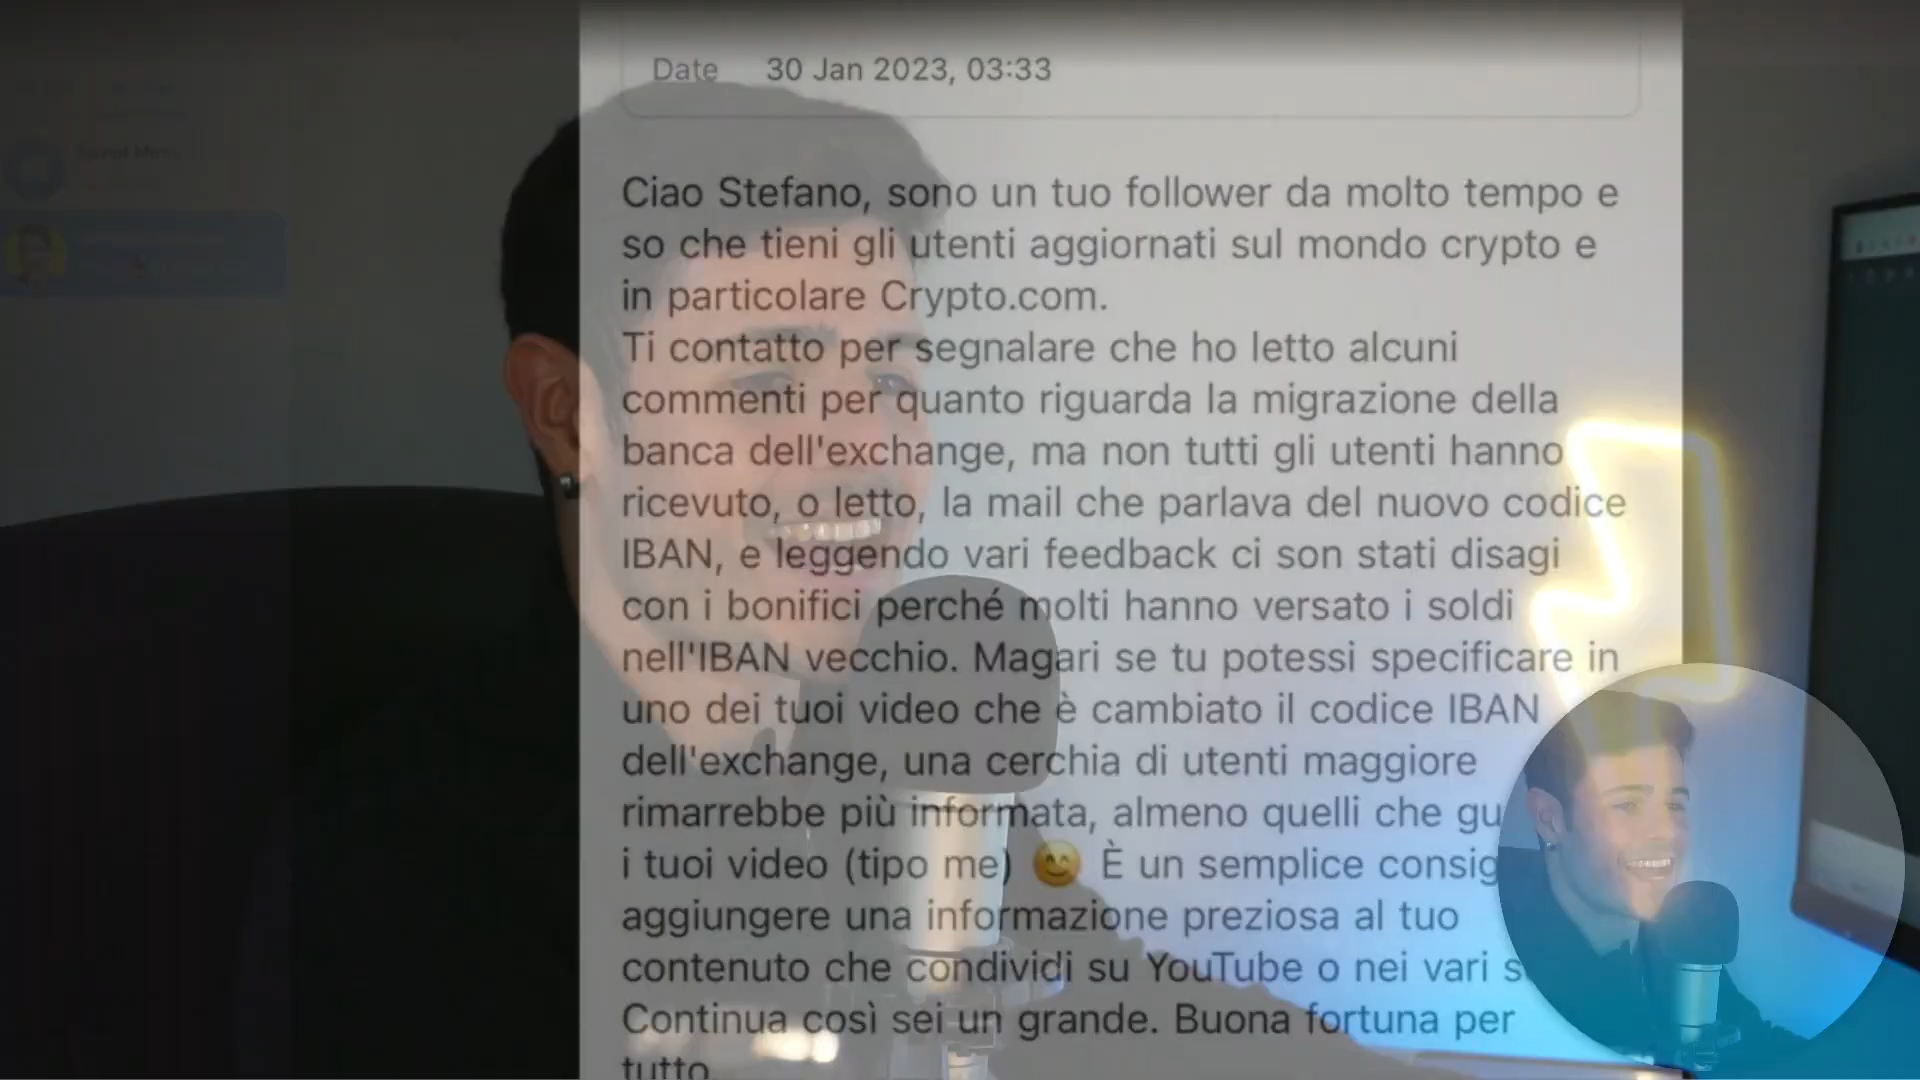 Date 30 Jan 2023, 03:33
Ciao Stefano, sono un tuo follower da molto tempo e
so che tieni gli utenti aggiornati sul mondo crypto e
in particolare Crypto.com.
Ti contatto per segnalare che ho letto alcuni
commenti per quanto riguarda la migrazione della
banca dell'exchange, ma non tutti gli utenti hanno
ricevuto, o letto, la mail che parlava del nuovo codice
IBAN, e leggendo vari feedback ci son stati disagi
con i bonifici perché molti hanno versato i soldi
nell'IBAN vecchio. Magari se tu potessi specificare in
uno dei tuoi video che è cambiato il codice IBAN
dell'exchange, una cerchia di utenti maggiore
rimarrebbe più informata, almeno quelli che gu
i tuoi video (tipo me) 😊 È un semplice consig
aggiungere una informazione preziosa al tuo
contenuto che condividi su YouTube o nei vari s
Continua così sei un grande. Buona fortuna per
tutto.